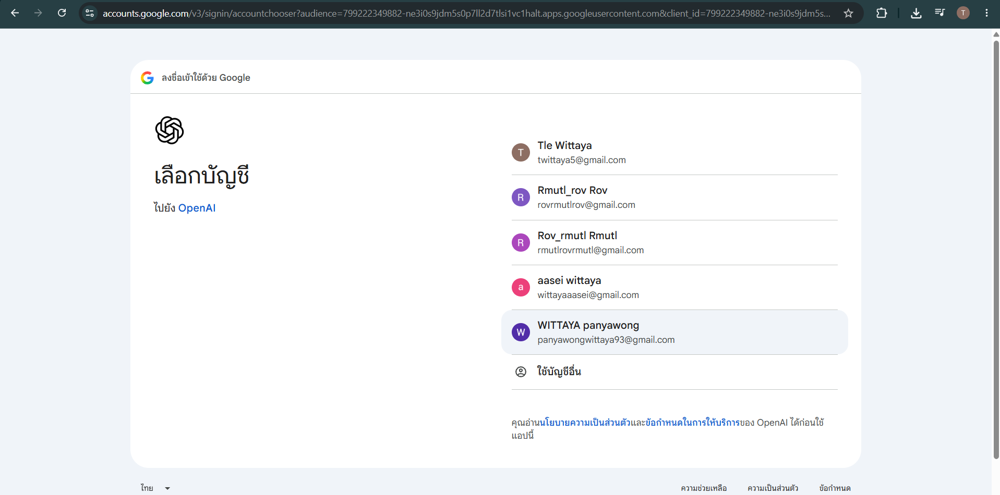 accounts.google.com/v3/signin/accountchooser?audience=799222349882-ne3i0s9jdm5s0p7ll2d7tlsi1vc1halt.apps.googleusercontent.com&client_id=799222349882-ne3i0s9jdm5s...
T
ลงชื่อเข้าใช้ด้วย Google
เลือกบัญชี
ไปยัง OpenAI
T
Tle Wittaya
twittaya5@gmail.com
R
Rmutl_rov Rov
rovrmutlrov@gmail.com
R
Rov_rmutl Rmutl
rmutlrovrmutl@gmail.com
a
aasei wittaya
wittayaaasei@gmail.com
W
WITTAYA panyawong
panyawongwittaya93@gmail.com
ใช้บัญชีอื่น
คุณอ่านนโยบายความเป็นส่วนตัวและข้อกำหนดในการให้บริการของ OpenAI ได้ก่อนใช้
แอปนี้
ไทย
ความช่วยเหลือ
ความเป็นส่วนตัว
ข้อกำหนด